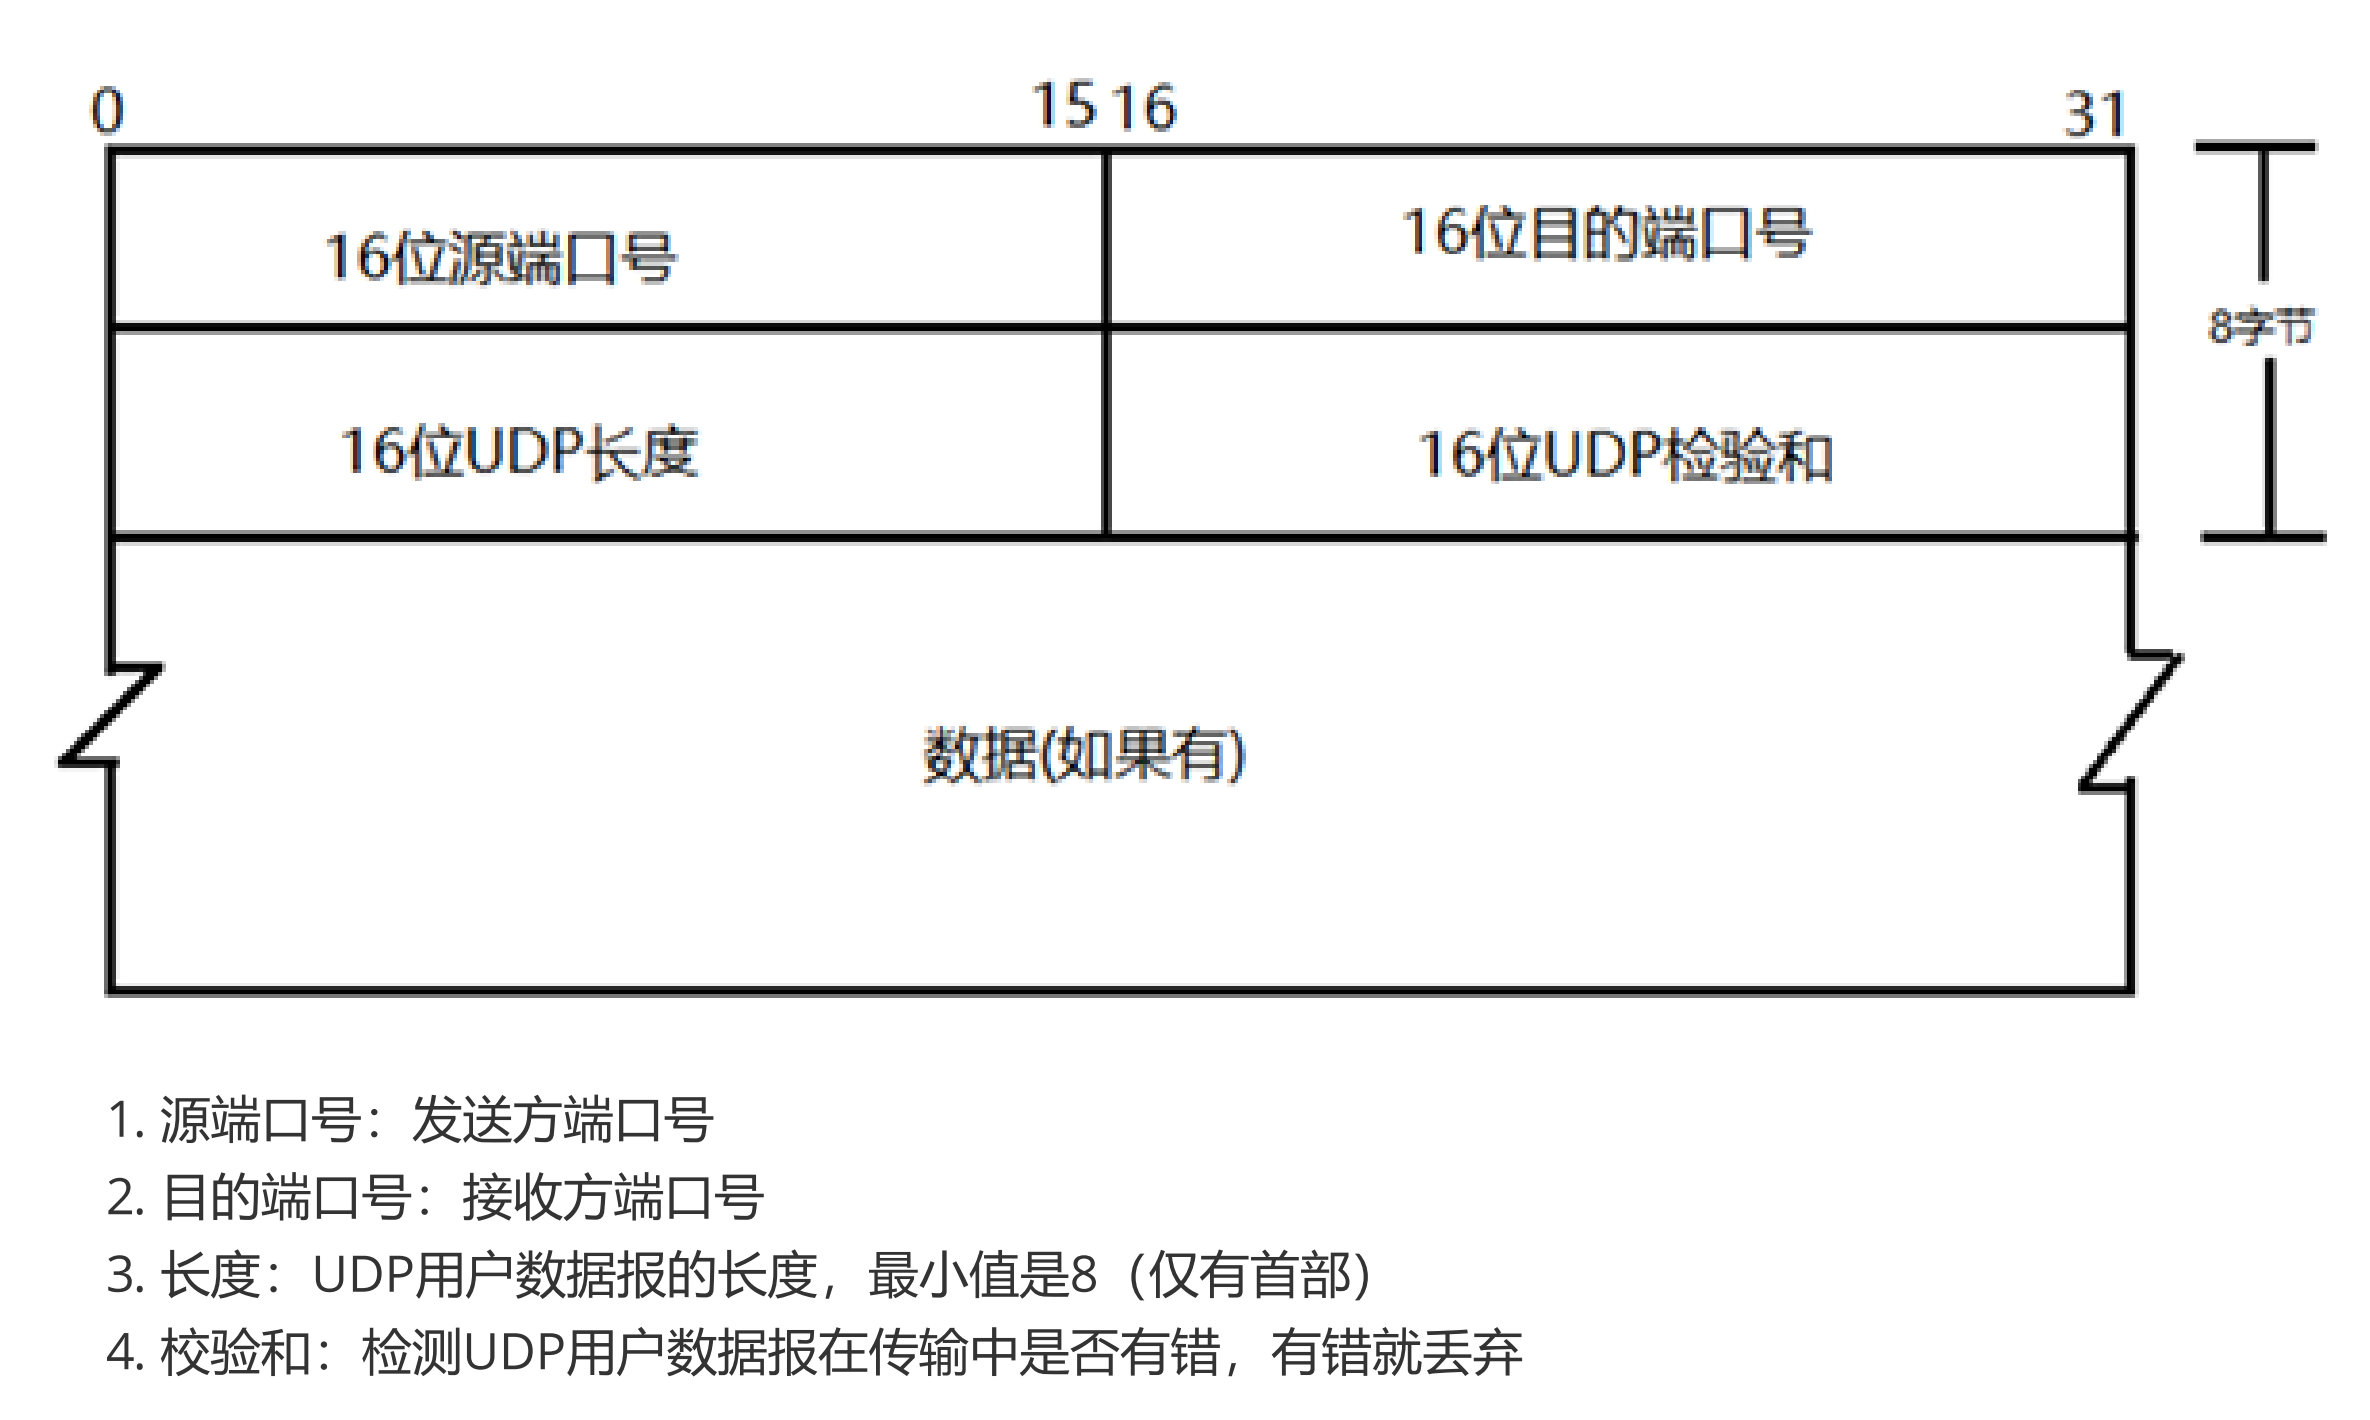 0 15 16 31
16位源端口号 16位目的端口号
8字节
16位UDP长度 16位UDP检验和
数据(如果有)
1. 源端口号：发送方端口号
2. 目的端口号：接收方端口号
3. 长度：UDP用户数据报的长度，最小值是8（仅有首部）
4. 校验和：检测UDP用户数据报在传输中是否有错，有错就丢弃